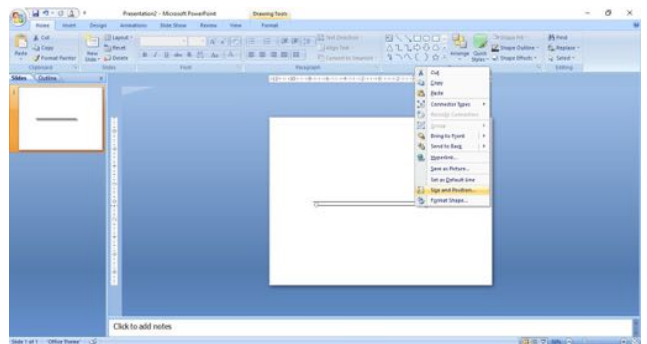 Presentation2 - Microsoft PowerPoint
Drawing Tools
Home Insert Design Animations Slide Show Review View Format
Cut
Copy
Format Painter
Paste
Clipboard
New
Slide
Layout
Reset
Delete
Slides
Font
Text Direction
Align Text
Convert to SmartArt
Paragraph
Arrange
Quick
Styles
Shape Fill
Shape Outline
Shape Effects
Find
Replace
Select
Editing
Slides Outline
Cut
Copy
Paste
Connector Types
Reroute Connectors
Group
Bring to Front
Send to Back
Hyperlink...
Save as Picture...
Set as Default Line
Size and Position...
Format Shape...
Click to add notes
Slide 1 of 1 "Office Theme"